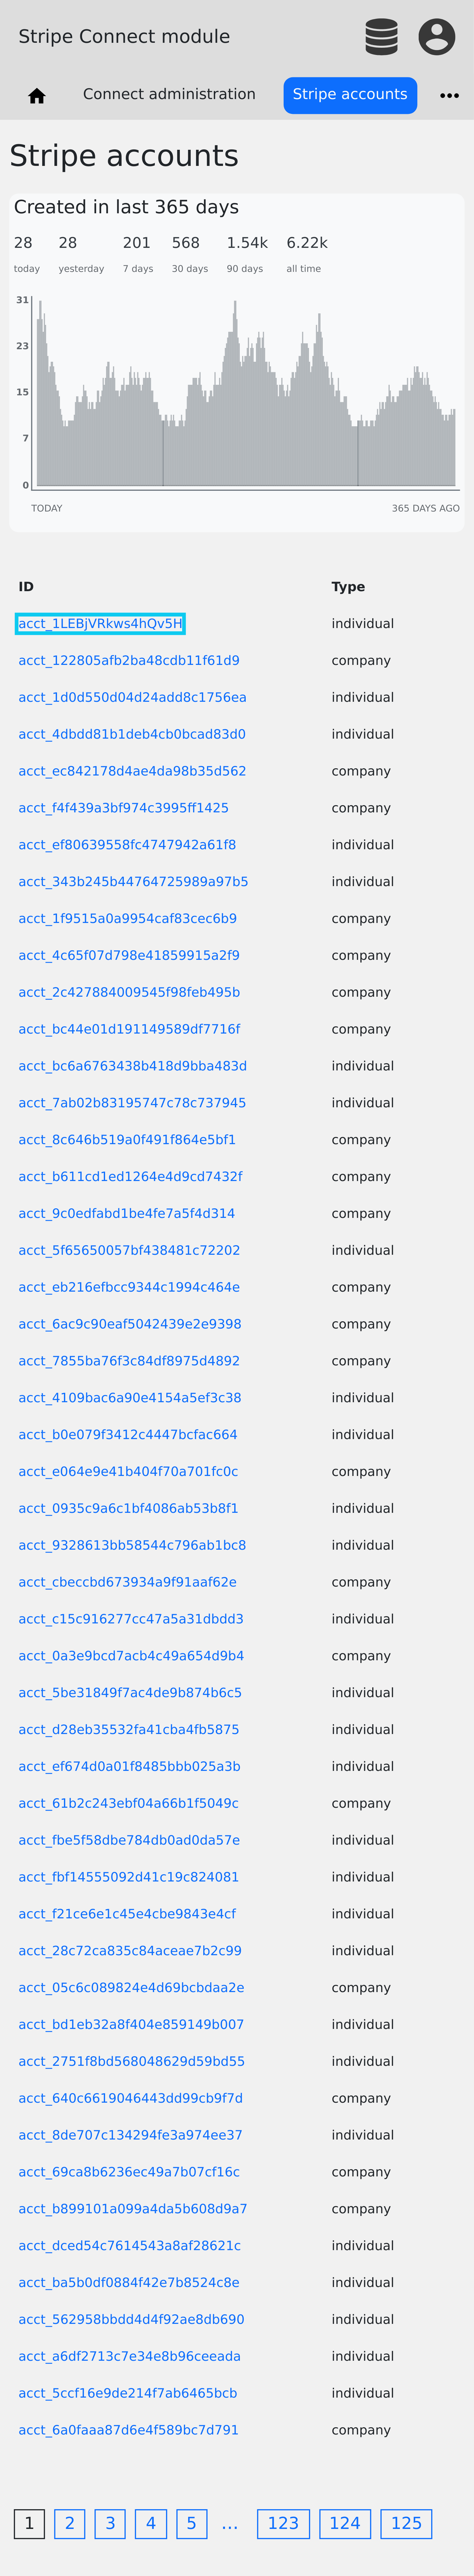 Stripe Connect module
Connect administration
Stripe accounts
Stripe accounts
Created in last 365 days
28 28 201 568 1.54k 6.22k
today yesterday 7 days 30 days 90 days all time
31
23
15
7
0
TODAY 365 DAYS AGO
ID Type
acct_1LEBjVRkws4hQv5H individual
acct_122805afb2ba48cdb11f61d9 company
acct_1d0d550d04d24add8c1756ea individual
acct_4dbdd81b1deb4cb0bcad83d0 individual
acct_ec842178d4ae4da98b35d562 company
acct_f4f439a3bf974c3995ff1425 company
acct_ef80639558fc4747942a61f8 individual
acct_343b245b44764725989a97b5 individual
acct_1f9515a0a9954caf83cec6b9 company
acct_4c65f07d798e41859915a2f9 company
acct_2c427884009545f98feb495b company
acct_bc44e01d191149589df7716f company
acct_bc6a6763438b418d9bba483d individual
acct_7ab02b83195747c78c737945 individual
acct_8c646b519a0f491f864e5bf1 company
acct_b611cd1ed1264e4d9cd7432f company
acct_9c0edfabd1be4fe7a5f4d314 company
acct_5f65650057bf438481c72202 individual
acct_eb216efbcc9344c1994c464e company
acct_6ac9c90eaf5042439e2e9398 company
acct_7855ba76f3c84df8975d4892 company
acct_4109bac6a90e4154a5ef3c38 individual
acct_b0e079f3412c4447bcfac664 individual
acct_e064e9e41b404f70a701fc0c company
acct_0935c9a6c1bf4086ab53b8f1 individual
acct_9328613bb58544c796ab1bc8 individual
acct_cbeccbd673934a9f91aaf62e company
acct_c15c916277cc47a5a31dbdd3 individual
acct_0a3e9bcd7acb4c49a654d9b4 company
acct_5be31849f7ac4de9b874b6c5 individual
acct_d28eb35532fa41cba4fb5875 individual
acct_ef674d0a01f8485bbb025a3b individual
acct_61b2c243ebf04a66b1f5049c company
acct_fbe5f58dbe784db0ad0da57e individual
acct_fbf14555092d41c19c824081 individual
acct_f21ce6e1c45e4cbe9843e4cf individual
acct_28c72ca835c84aceae7b2c99 individual
acct_05c6c089824e4d69bcbdaa2e company
acct_bd1eb32a8f404e859149b007 individual
acct_2751f8bd568048629d59bd55 individual
acct_640c6619046443dd99cb9f7d company
acct_8de707c134294fe3a974ee37 individual
acct_69ca8b6236ec49a7b07cf16c company
acct_b899101a099a4da5b608d9a7 company
acct_dced54c7614543a8af28621c individual
acct_ba5b0df0884f42e7b8524c8e individual
acct_562958bbdd4d4f92ae8db690 individual
acct_a6df2713c7e34e8b96ceeada individual
acct_5ccf16e9de214f7ab6465bcb individual
acct_6a0faaa87d6e4f589bc7d791 company
1 2 3 4 5 ... 123 124 125